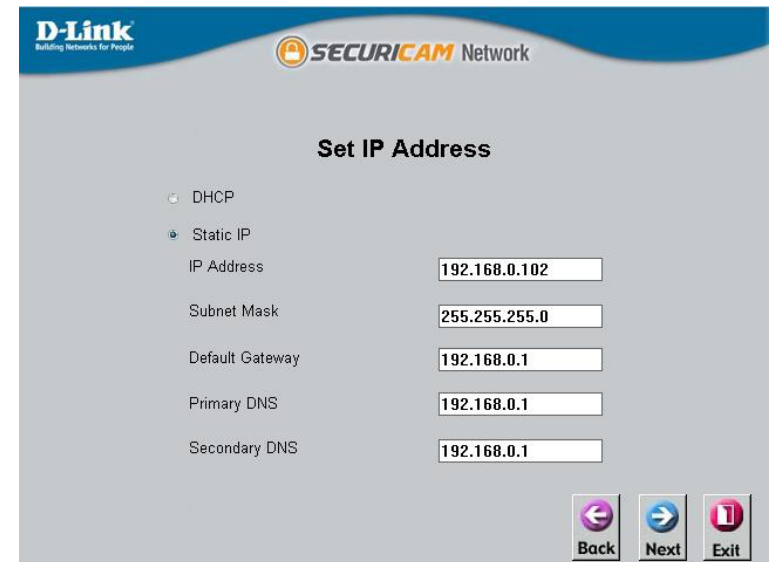 D-Link
Building Networks for People
SECURICAM Network
Set IP Address
DHCP
Static IP
IP Address 192.168.0.102
Subnet Mask 255.255.255.0
Default Gateway 192.168.0.1
Primary DNS 192.168.0.1
Secondary DNS 192.168.0.1
Back Next Exit